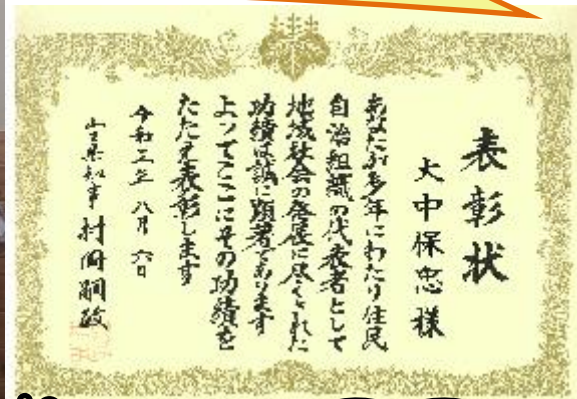 表彰状
大中保忠様
あなたが多年にわたり住民
自治組織の代表者として
地域社会の発展に尽くされた
功績は誠に顕著であります
よってここにその功績を
たたえ表彰します
令和三年八月六日
山口県知事 村岡嗣政